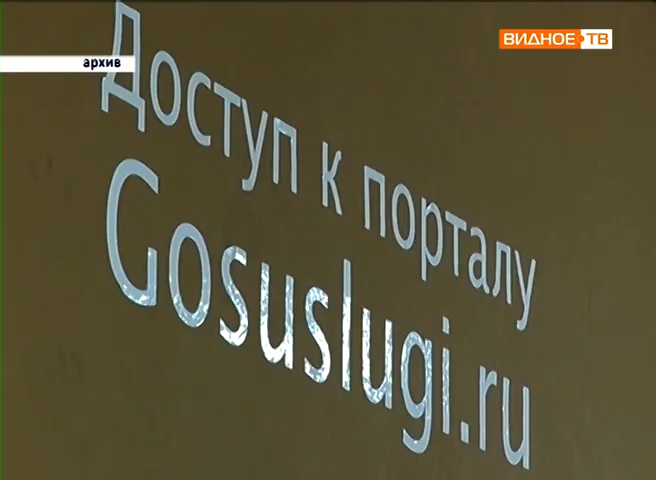 ВИДНОЕ ТВ
архив
Доступ к порталу
Gosuslugi.ru